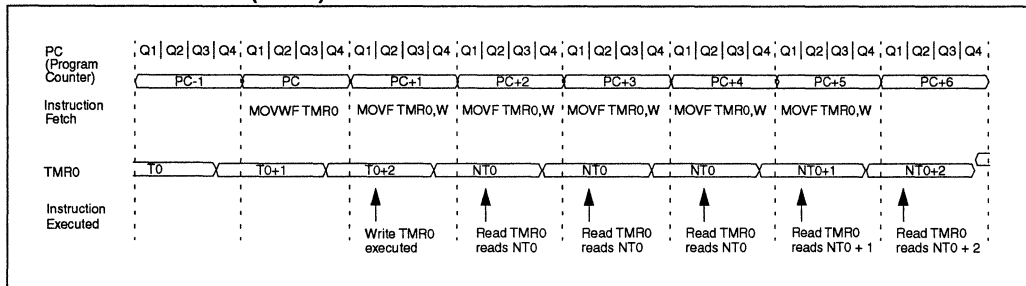 PC (Program Counter)
Q1 Q2 Q3 Q4 Q1 Q2 Q3 Q4 Q1 Q2 Q3 Q4 Q1 Q2 Q3 Q4 Q1 Q2 Q3 Q4 Q1 Q2 Q3 Q4 Q1 Q2 Q3 Q4 Q1 Q2 Q3 Q4
PC-1 PC PC+1 PC+2 PC+3 PC+4 PC+5 PC+6
Instruction Fetch
MOVWF TMR0 MOVF TMR0,W MOVF TMR0,W MOVF TMR0,W MOVF TMR0,W MOVF TMR0,W
TMR0
T0 T0+1 T0+2 NT0 NT0 NT0 NT0+1 NT0+2
Instruction Executed
Write TMR0 executed
Read TMR0 reads NT0
Read TMR0 reads NT0
Read TMR0 reads NT0
Read TMR0 reads NT0 + 1
Read TMR0 reads NT0 + 2